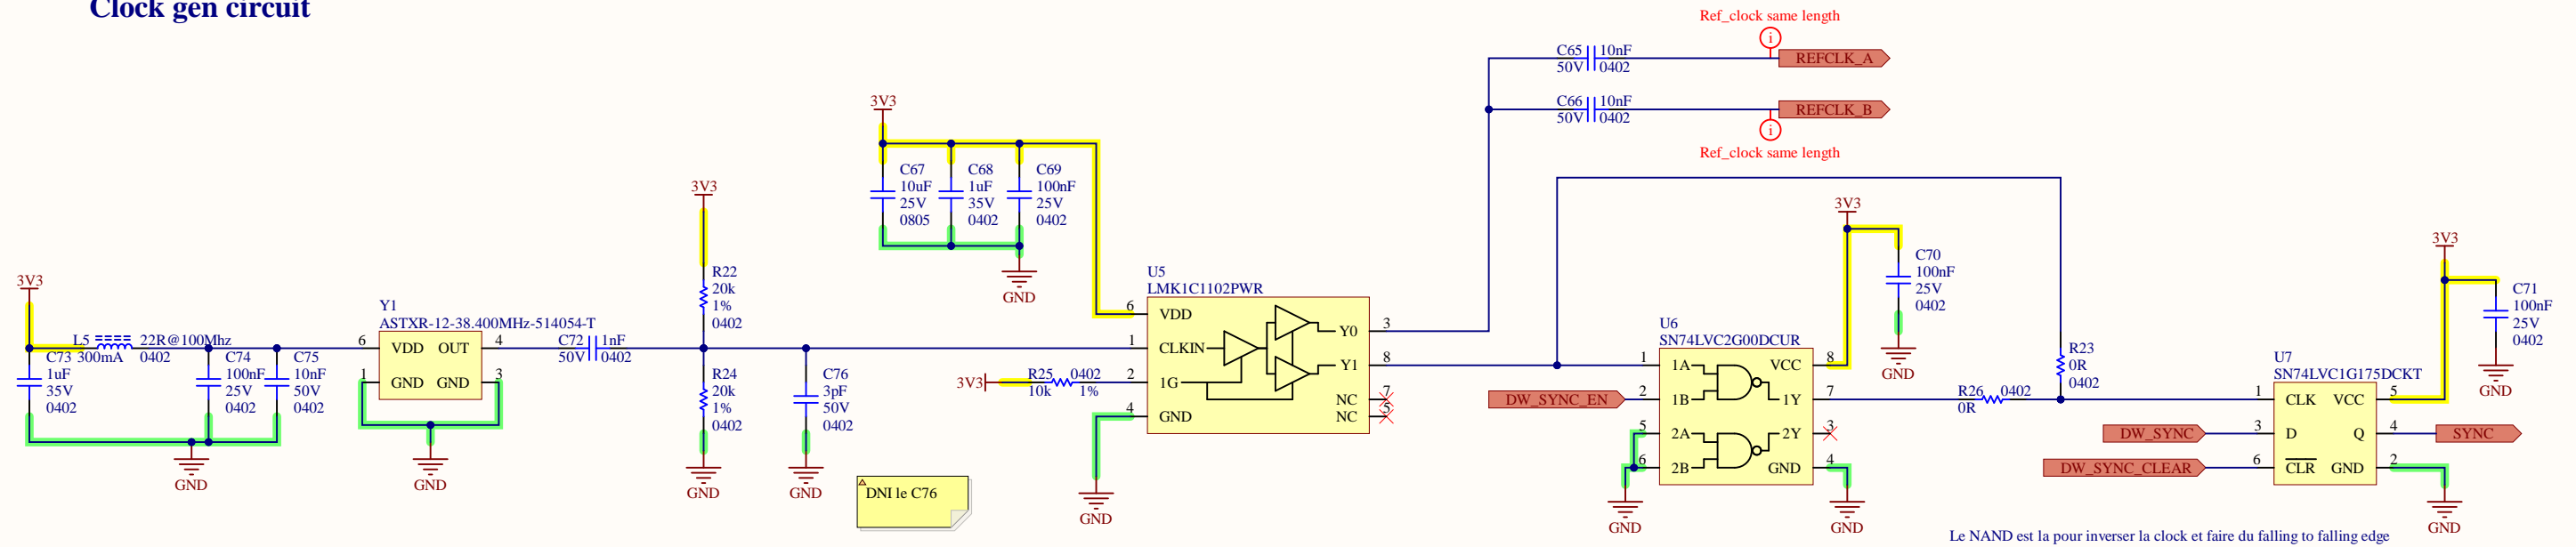 Clock gen circuit
Ref_clock same length
C65 10nF
50V 0402
REFCLK_A
C66 10nF
50V 0402
REFCLK_B
Ref_clock same length
3V3
C67
10uF
25V
0805
C68
1uF
35V
0402
C69
100nF
25V
0402
GND
3V3
R22
20k
1%
0402
3V3
L5
22R@100Mhz
300mA
0402
C73
1uF
35V
0402
C74
100nF
25V
0402
C75
10nF
50V
0402
GND
Y1
ASTXR-12-38.400MHz-514054-T
6 VDD OUT 4
1 GND GND 3
GND
C72 1nF
50V 0402
R24
20k
1%
0402
GND
C76
3pF
50V
0402
GND
DNI le C76
U5
LMK1C1102PWR
6 VDD
Y0 3
1 CLKIN
Y1 8
2 1G
NC 7
4 GND
NC 5
3V3
R25 0402
10k 1%
GND
3V3
C70
100nF
25V
0402
GND
U6
SN74LVC2G00DCUR
1 1A VCC 8
2 1B 1Y 7
5 2A 2Y 3
6 2B GND 4
DW_SYNC_EN
GND
GND
R26 0402
0R
R23
0R
0402
3V3
C71
100nF
25V
0402
GND
U7
SN74LVC1G175DCKT
1 CLK VCC 5
3 D Q 4
6 CLR GND 2
DW_SYNC
DW_SYNC_CLEAR
SYNC
GND
Le NAND est la pour inverser la clock et faire du falling to falling edge